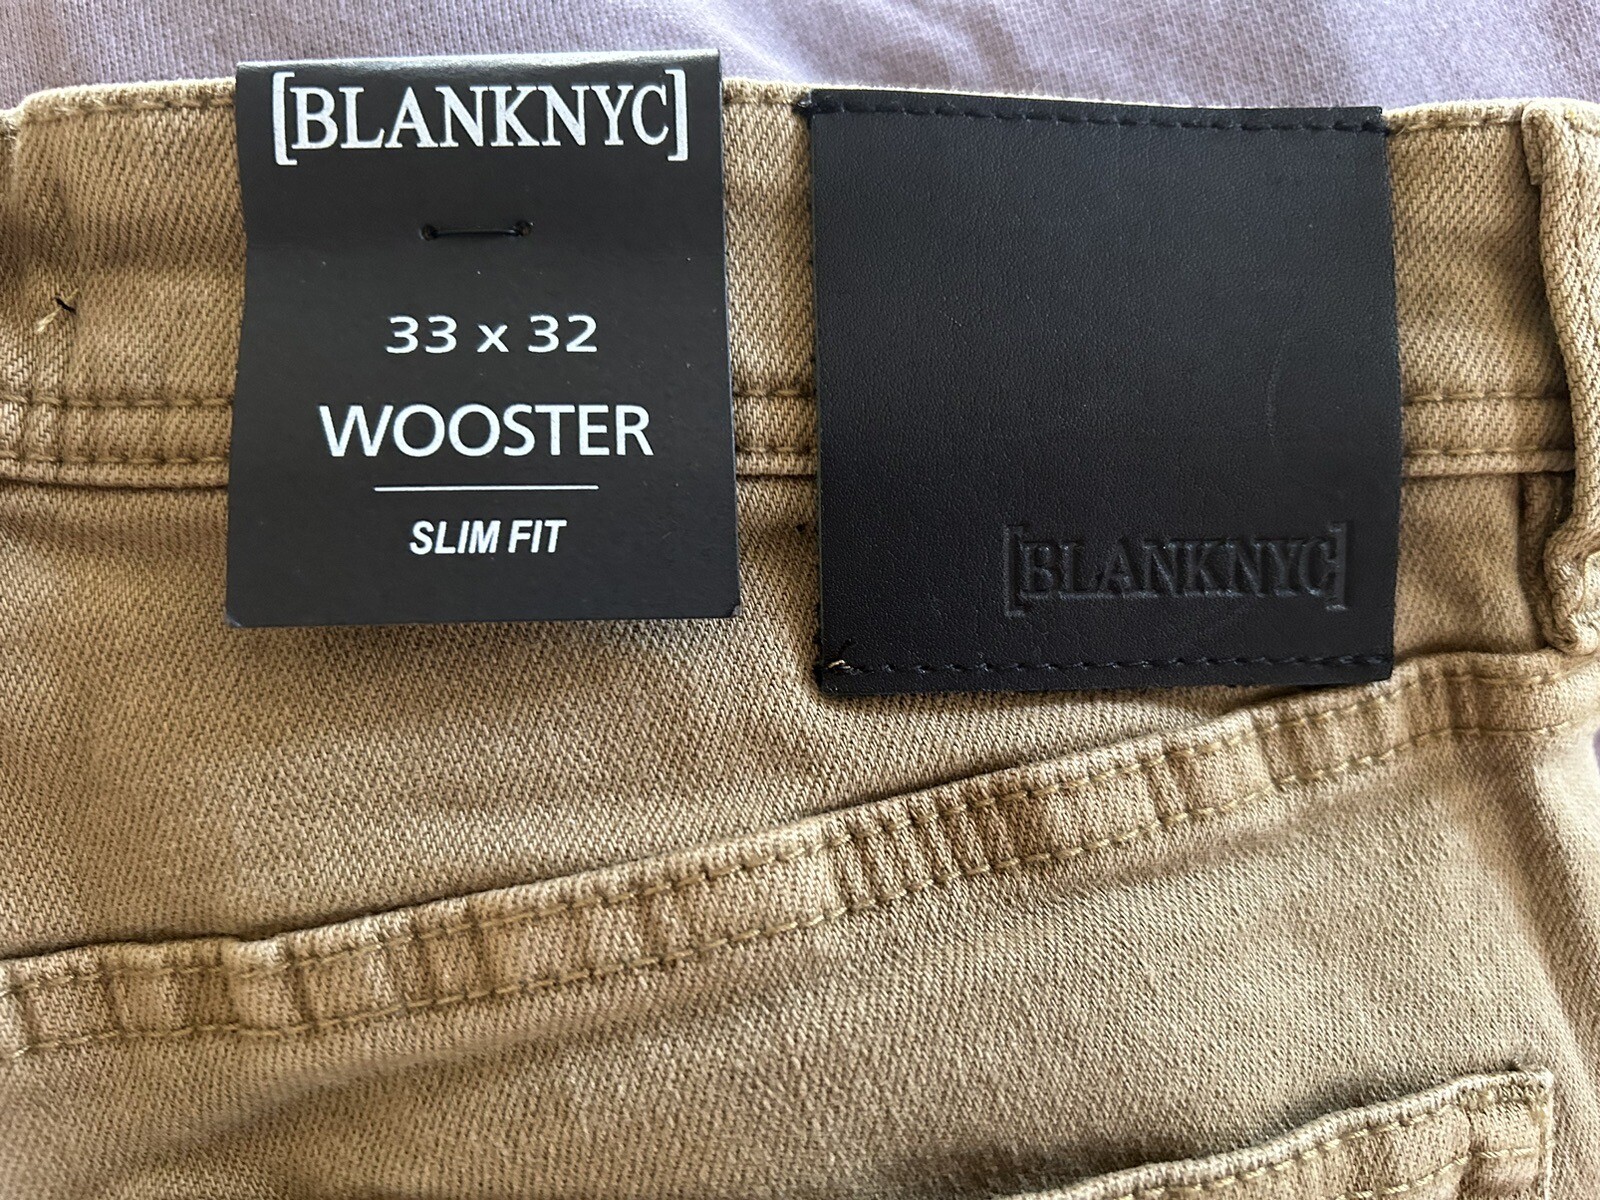 [BLANKNYC]
33 x 32
WOOSTER
SLIM FIT
[BLANKNYC]